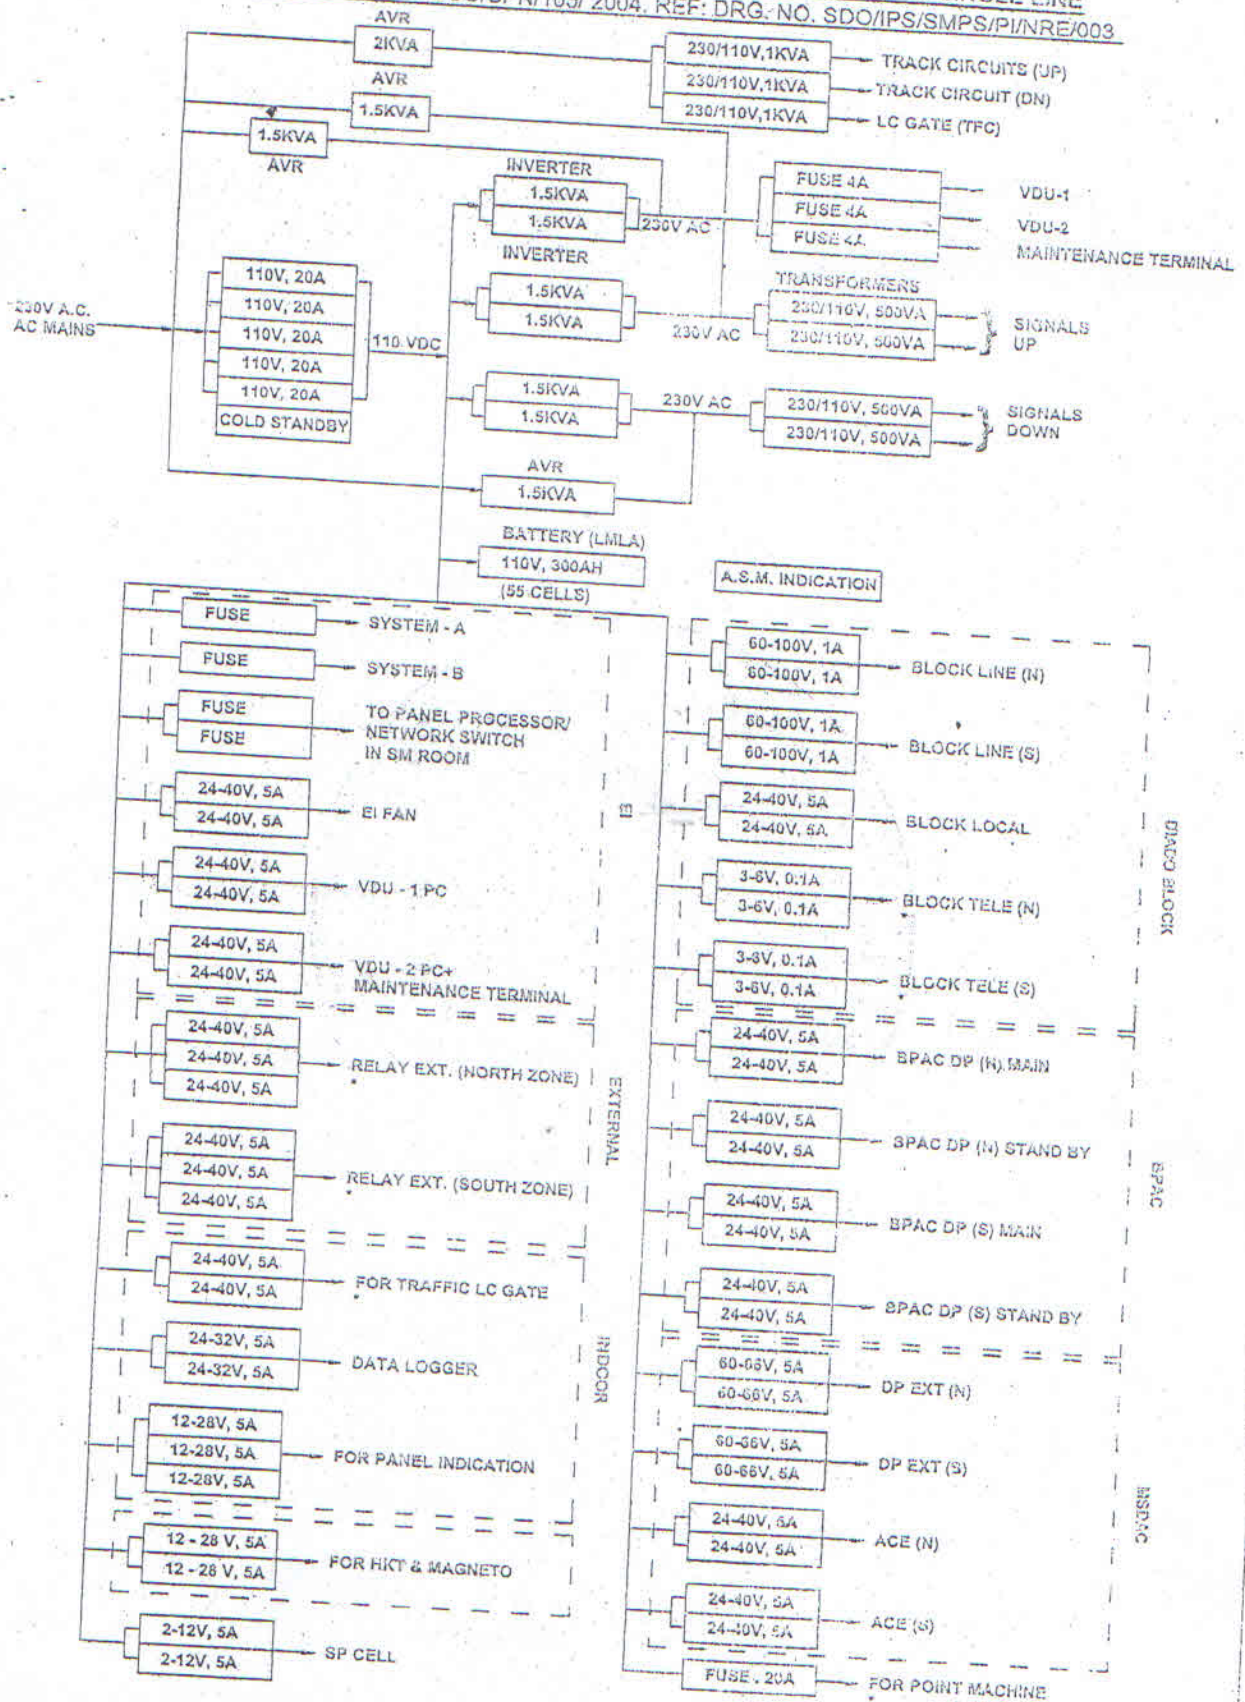 REF: DRG. NO. SDO/IPS/SMPS/PI/NRE/003
AVR
2KVA
230/110V,1KVA
TRACK CIRCUITS (UP)
230/110V,1KVA
TRACK CIRCUIT (DN)
230/110V,1KVA
LC GATE (TFC)
AVR
1.5KVA
1.5KVA
AVR
INVERTER
1.5KVA
1.5KVA
230V AC
FUSE 4A
VDU-1
FUSE 4A
VDU-2
FUSE 4A
MAINTENANCE TERMINAL
INVERTER
1.5KVA
1.5KVA
230V AC
TRANSFORMERS
230/110V, 500VA
230/110V, 500VA
SIGNALS
UP
230V A.C.
AC MAINS
110V, 20A
110V, 20A
110V, 20A
110V, 20A
110V, 20A
COLD STANDBY
110 VDC
1.5KVA
1.5KVA
230V AC
230/110V, 500VA
230/110V, 500VA
SIGNALS
DOWN
AVR
1.5KVA
BATTERY (LMLA)
110V, 300AH
(55 CELLS)
A.S.M. INDICATION
FUSE
SYSTEM - A
FUSE
SYSTEM - B
FUSE
FUSE
TO PANEL PROCESSOR/
NETWORK SWITCH
IN SM ROOM
24-40V, 5A
24-40V, 5A
EI FAN
24-40V, 5A
24-40V, 5A
VDU - 1 PC
24-40V, 5A
24-40V, 5A
VDU - 2 PC+
MAINTENANCE TERMINAL
EI
24-40V, 5A
24-40V, 5A
24-40V, 5A
RELAY EXT. (NORTH ZONE)
24-40V, 5A
24-40V, 5A
24-40V, 5A
RELAY EXT. (SOUTH ZONE)
EXTERNAL
24-40V, 5A
24-40V, 5A
FOR TRAFFIC LC GATE
24-32V, 5A
24-32V, 5A
DATA LOGGER
12-28V, 5A
12-28V, 5A
12-28V, 5A
FOR PANEL INDICATION
INDOOR
12 - 28 V, 5A
12 - 28 V, 5A
FOR HKT & MAGNETO
2-12V, 5A
2-12V, 5A
SP CELL
60-100V, 1A
60-100V, 1A
BLOCK LINE (N)
60-100V, 1A
60-100V, 1A
BLOCK LINE (S)
24-40V, 5A
24-40V, 5A
BLOCK LOCAL
3-6V, 0.1A
3-6V, 0.1A
BLOCK TELE (N)
3-6V, 0.1A
3-6V, 0.1A
BLOCK TELE (S)
DIADO BLOCK
24-40V, 5A
24-40V, 5A
BPAC DP (N) MAIN
24-40V, 5A
24-40V, 5A
BPAC DP (N) STAND BY
24-40V, 5A
24-40V, 5A
BPAC DP (S) MAIN
24-40V, 5A
24-40V, 5A
BPAC DP (S) STAND BY
BPAC
60-66V, 5A
60-66V, 5A
DP EXT (N)
60-66V, 5A
60-66V, 5A
DP EXT (S)
24-40V, 5A
24-40V, 5A
ACE (N)
24-40V, 5A
24-40V, 5A
ACE (S)
MSDAC
FUSE . 20A
FOR POINT MACHINE